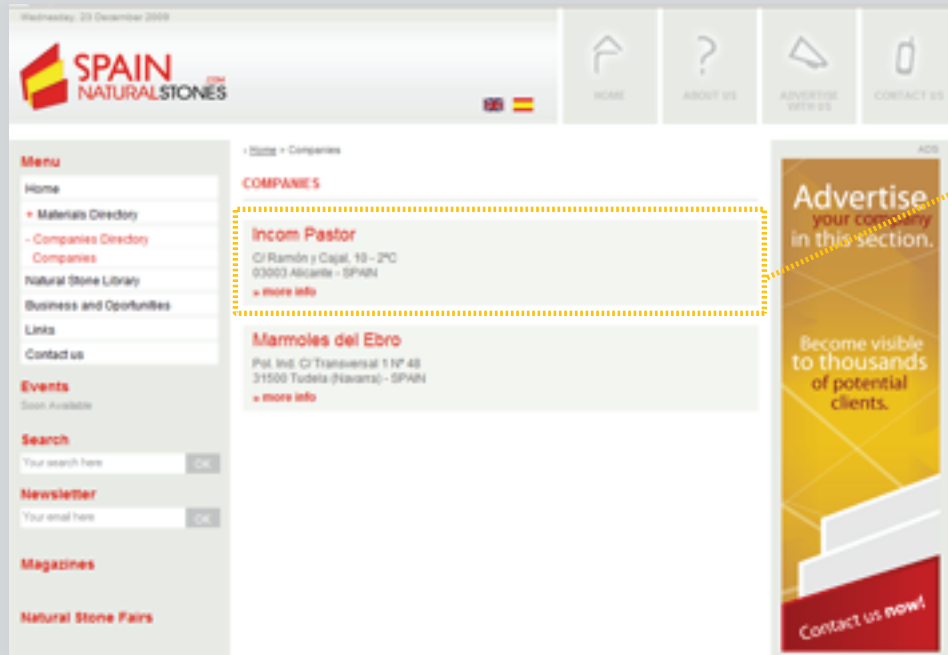 Wednesday, 23 December 2009
SPAIN
.COM
NATURALSTONES
HOME
ABOUT US
ADVERTISE
WITH US
CONTACT US
Menu
Home
+ Materials Directory
- Companies Directory
Companies
Natural Stone Library
Business and Oportunities
Links
Contact us
Events
Soon Available
Search
Your search here
OK
Newsletter
Your email here
OK
Magazines
Natural Stone Fairs
› Home > Companies
COMPANIES
Incom Pastor
C/ Ramón y Cajal, 10 - 2ºC
03003 Alicante - SPAIN
» more info
Marmoles del Ebro
Pol. Ind. C/ Transversal 1 Nº 48
31500 Tudela (Navarra) - SPAIN
» more info
ADS
Advertise
your company
in this section.
Become visible
to thousands
of potential
clients.
Contact us now!